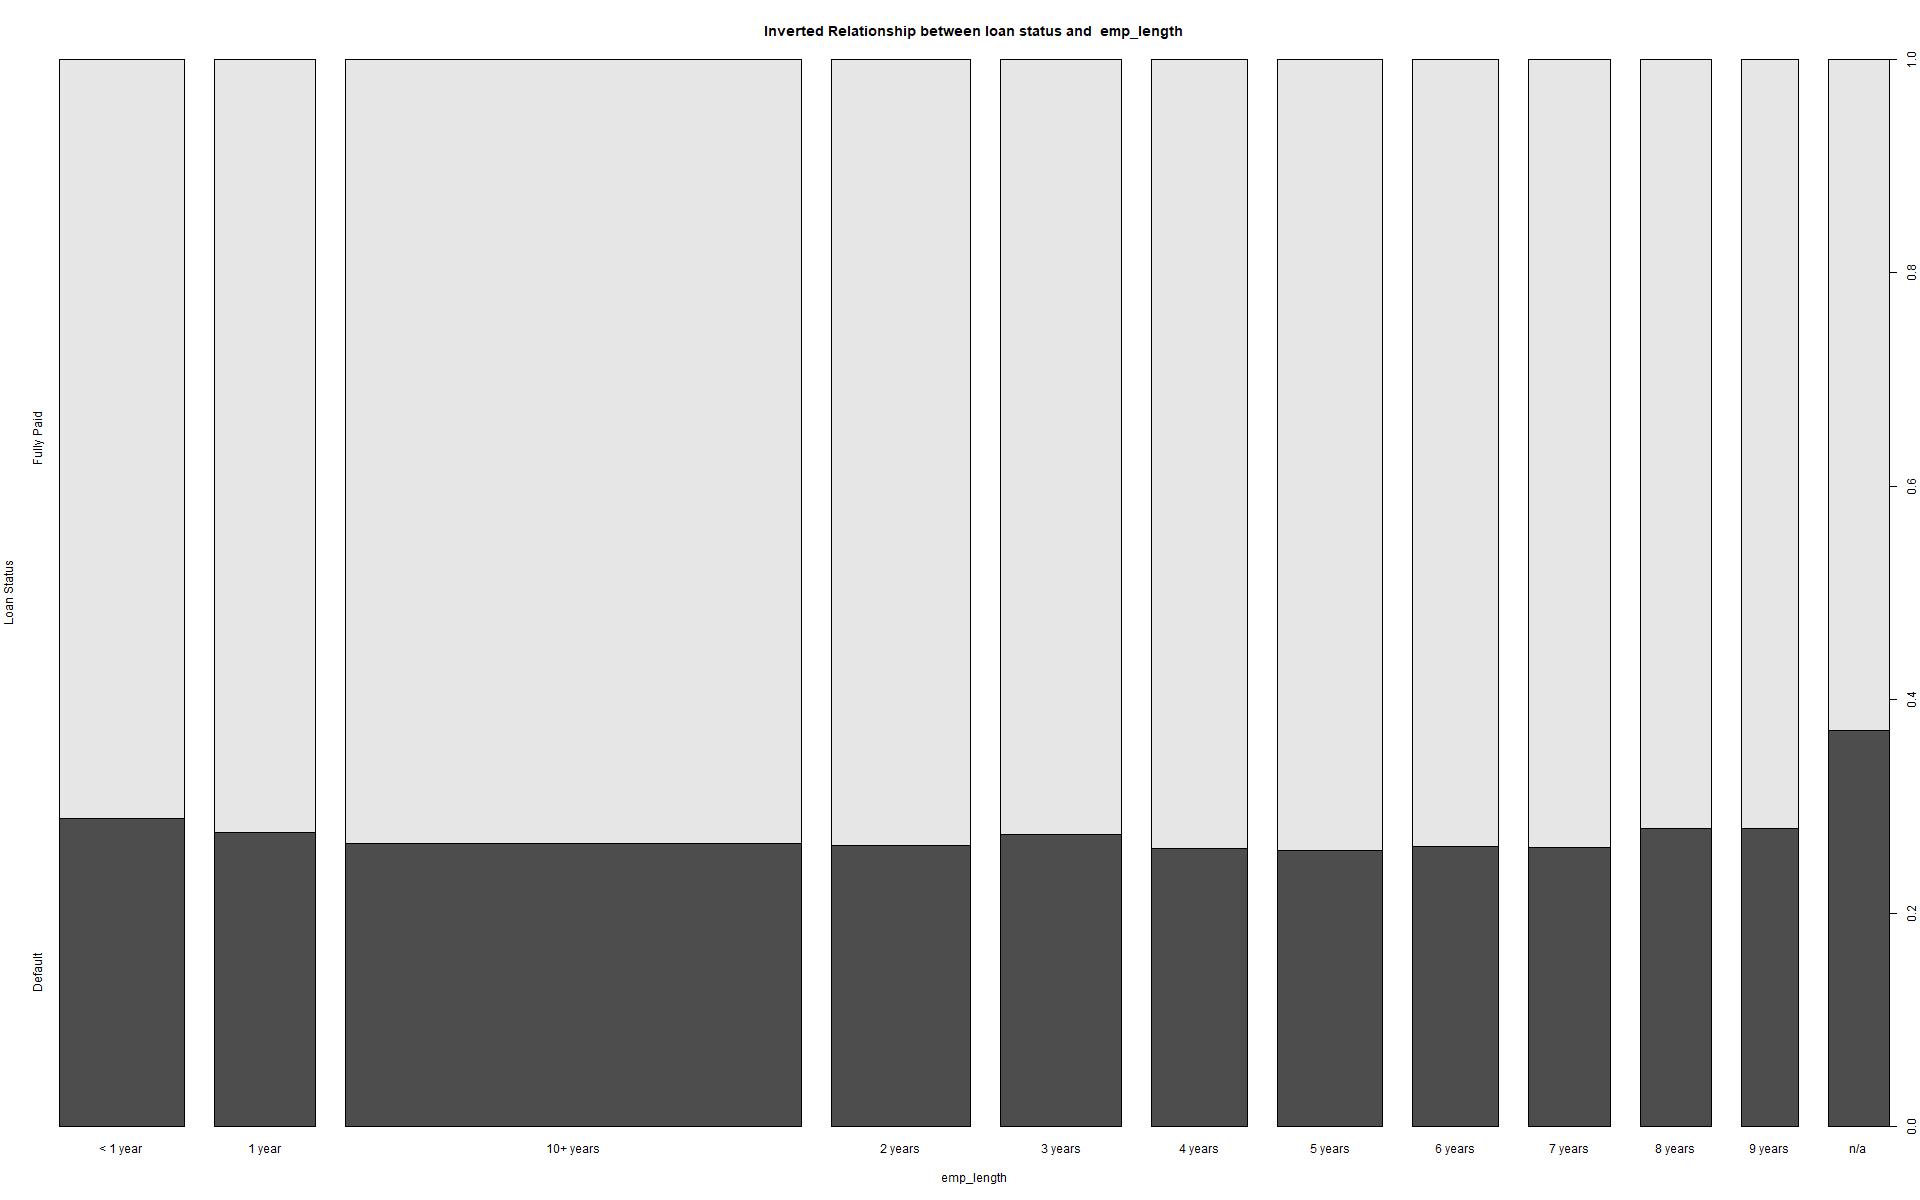 Inverted Relationship between loan status and  emp_length
Loan Status
Fully Paid
Default
1.0
0.8
0.6
0.4
0.2
0.0
< 1 year
1 year
10+ years
2 years
3 years
4 years
5 years
6 years
7 years
8 years
9 years
n/a
emp_length